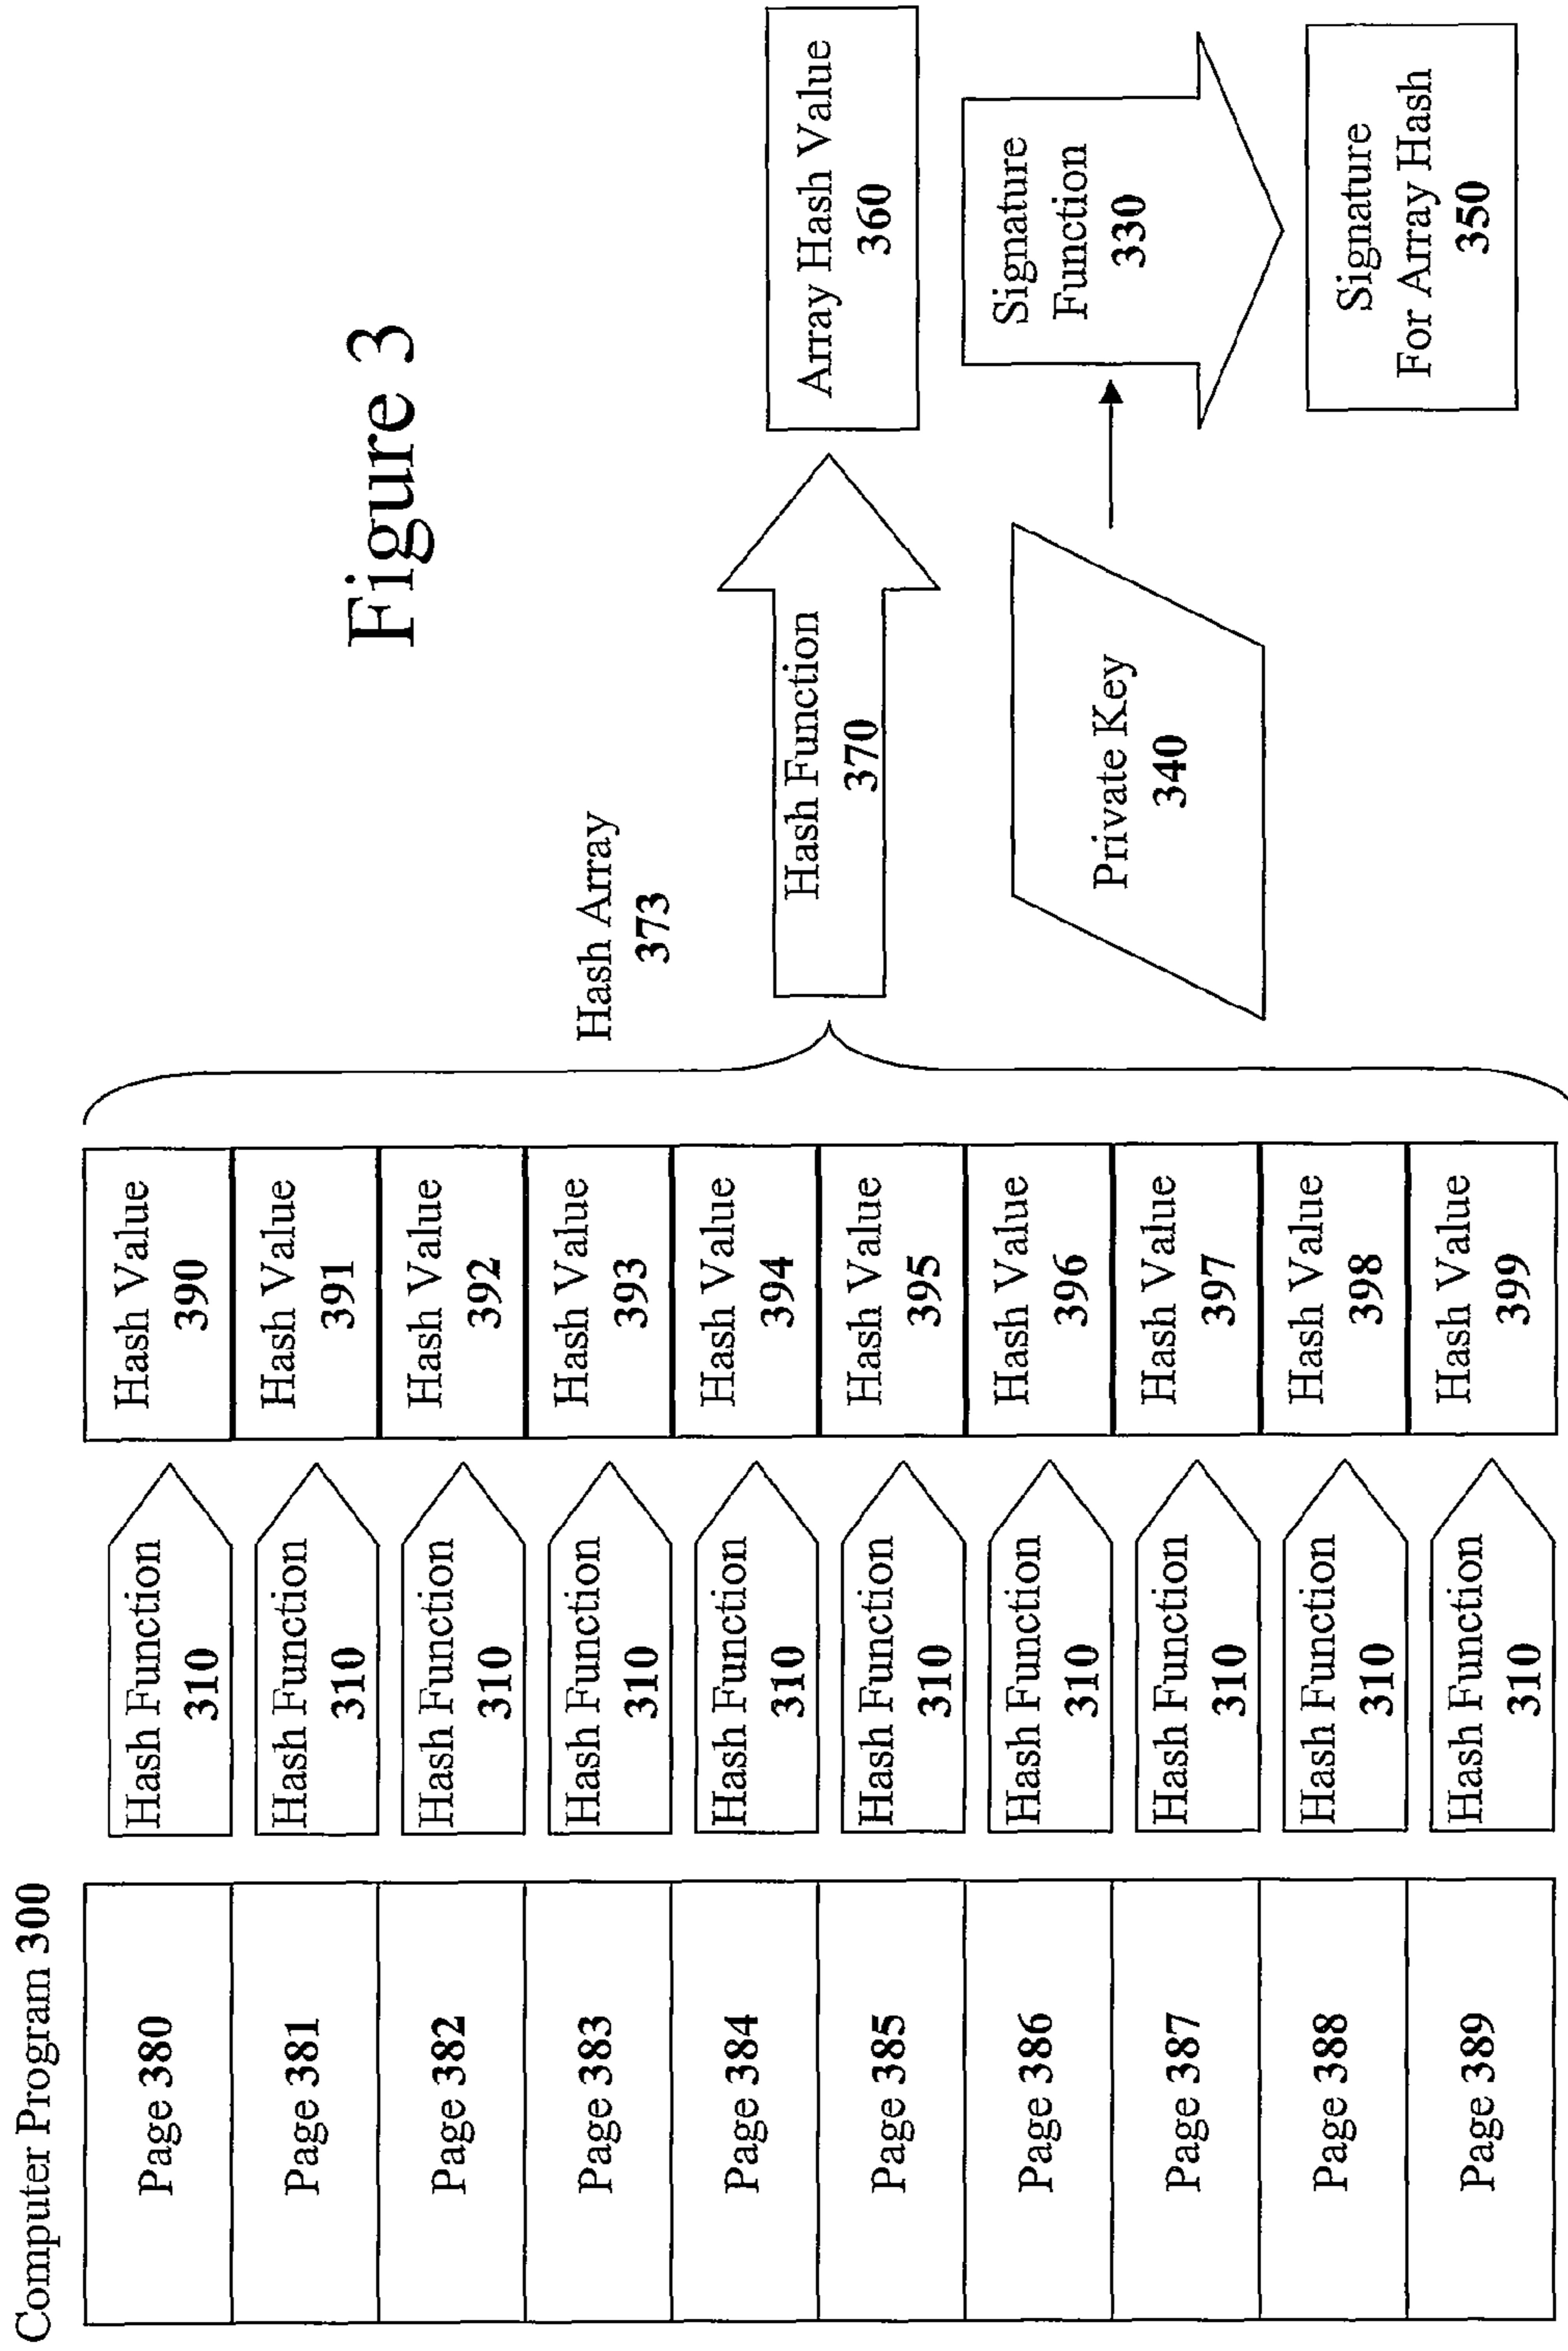 Figure 3
Computer Program 300
Page 380
Page 381
Page 382
Page 383
Page 384
Page 385
Page 386
Page 387
Page 388
Page 389
Hash Function
310
Hash Function
310
Hash Function
310
Hash Function
310
Hash Function
310
Hash Function
310
Hash Function
310
Hash Function
310
Hash Function
310
Hash Function
310
Hash Value
390
Hash Value
391
Hash Value
392
Hash Value
393
Hash Value
394
Hash Value
395
Hash Value
396
Hash Value
397
Hash Value
398
Hash Value
399
Hash Array
373
Hash Function
370
Array Hash Value
360
Private Key
340
Signature
Function
330
Signature
For Array Hash
350